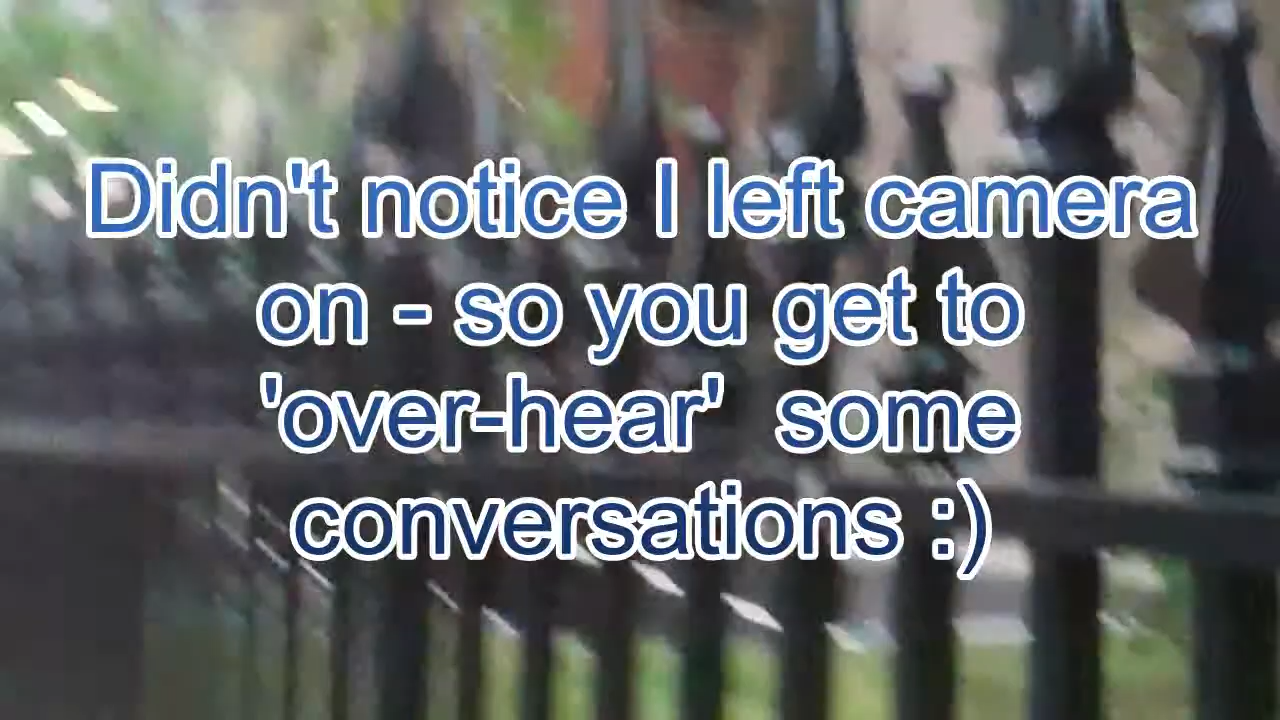 Didn't notice I left camera
on - so you get to
'over-hear' some
conversations :)